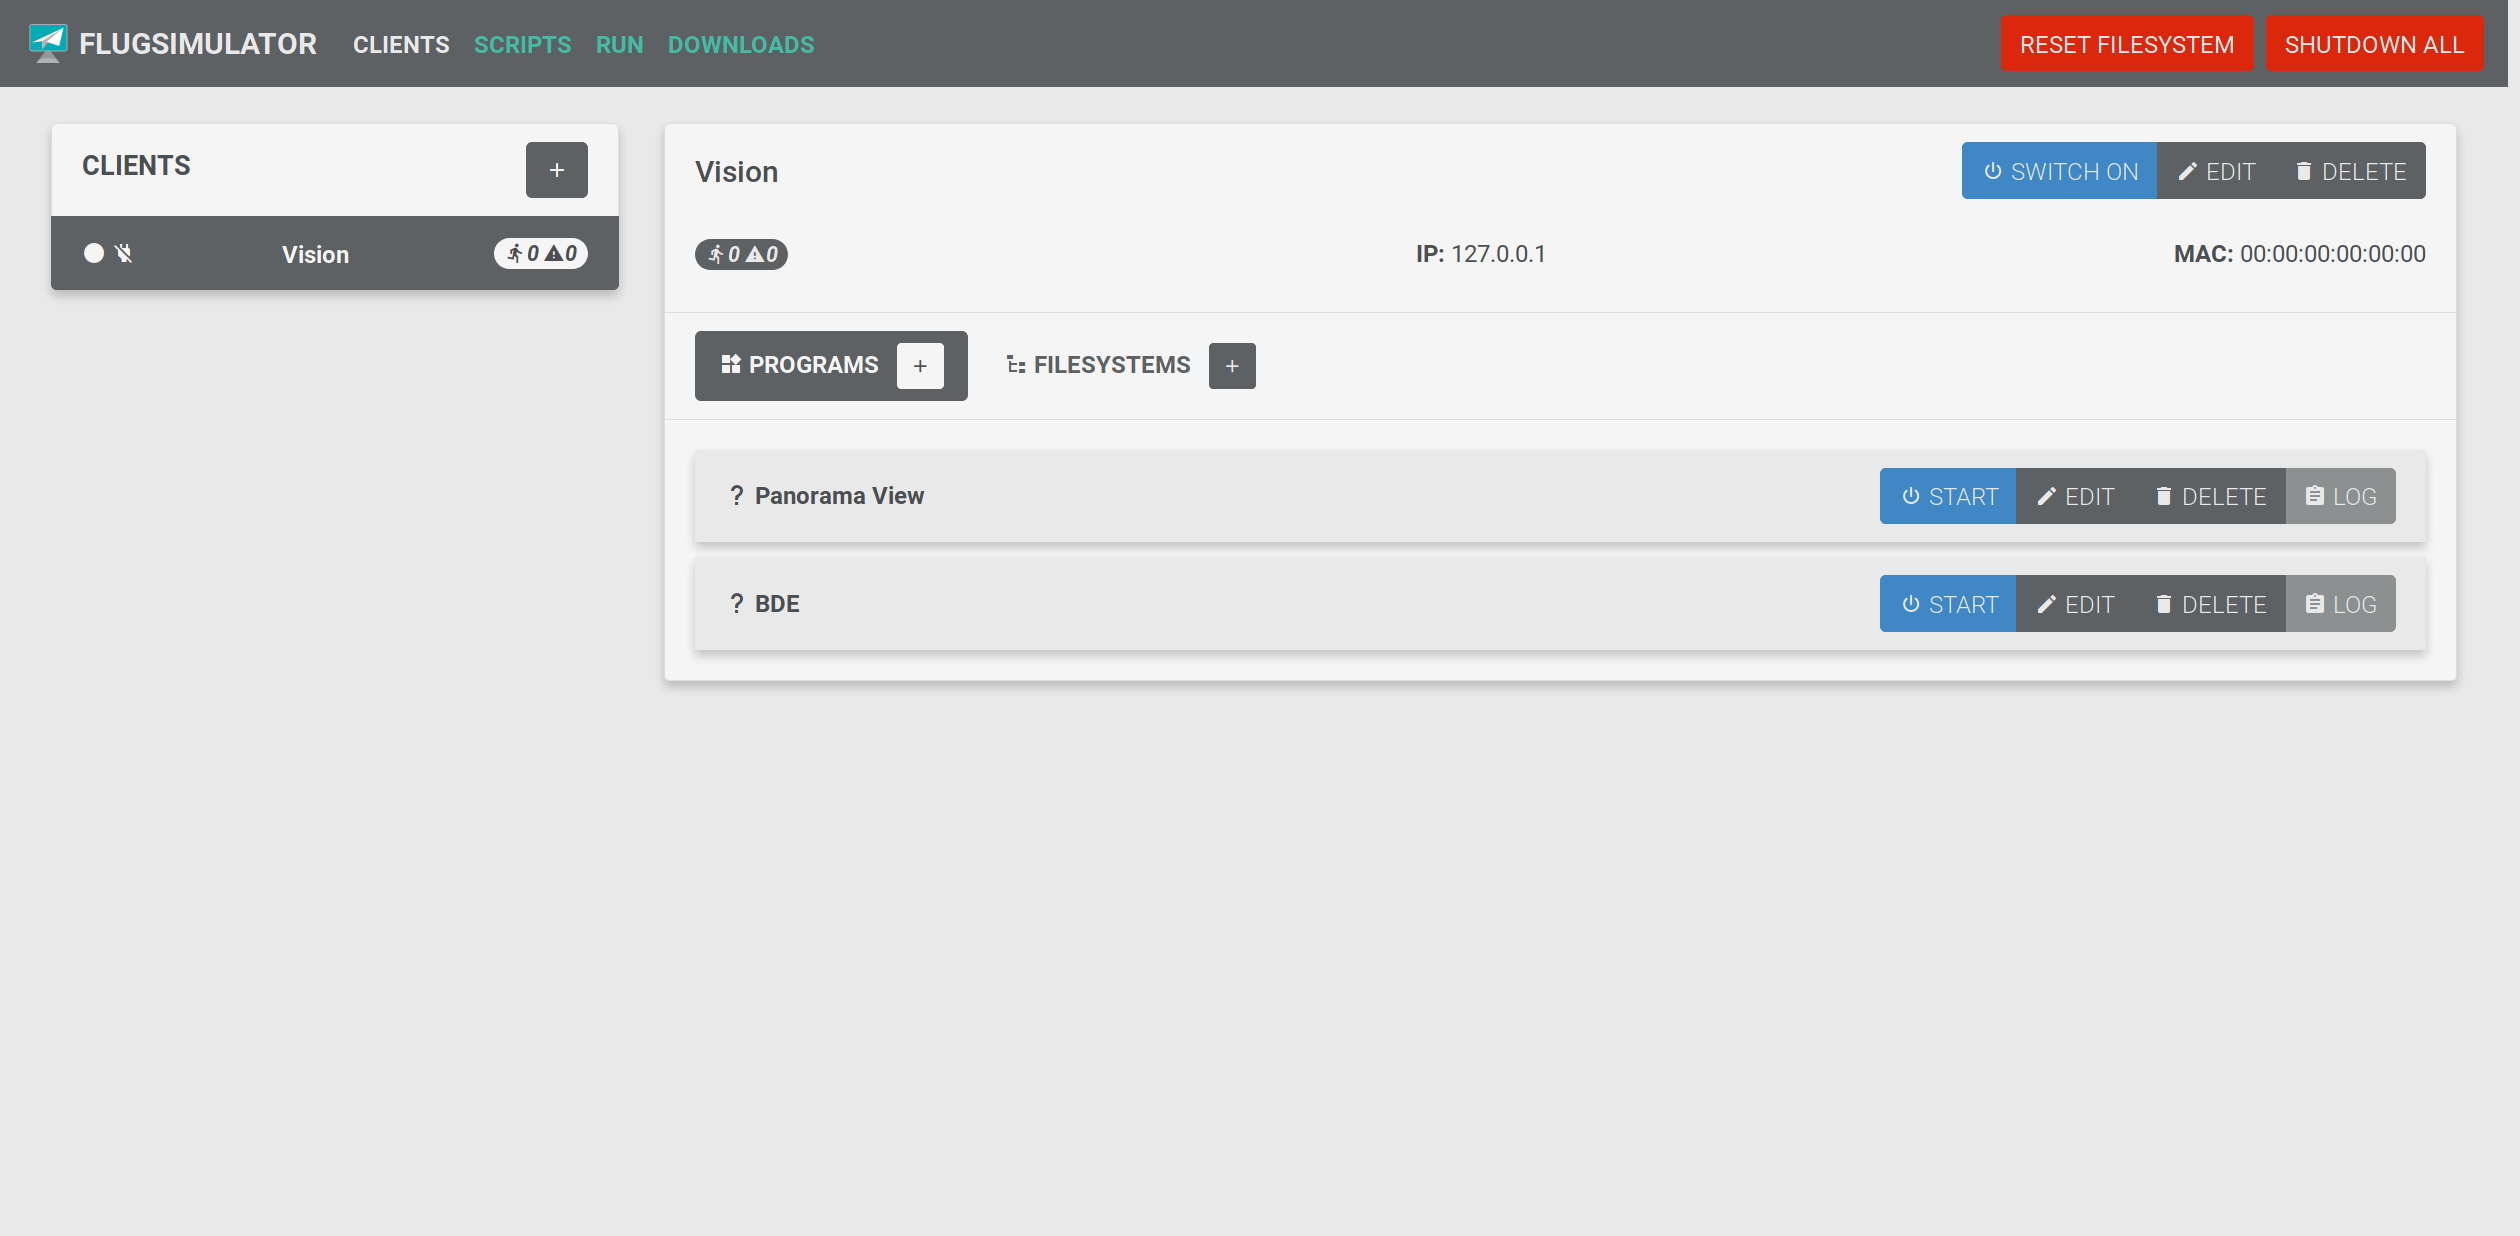 FLUGSIMULATOR CLIENTS SCRIPTS RUN DOWNLOADS RESET FILESYSTEM SHUTDOWN ALL
CLIENTS +
Vision 0 0
Vision SWITCH ON EDIT DELETE
0 0 IP: 127.0.0.1 MAC: 00:00:00:00:00:00
PROGRAMS + FILESYSTEMS +
? Panorama View START EDIT DELETE LOG
? BDE START EDIT DELETE LOG